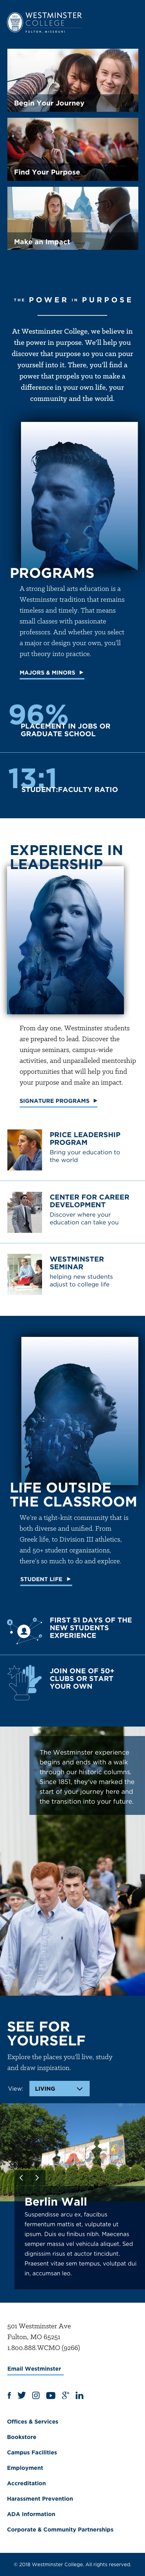 WESTMINSTER
COLLEGE
FULTON, MISSOURI
Begin Your Journey
Find Your Purpose
Make an Impact
THE POWER IN PURPOSE
At Westminster College, we believe in
the power in purpose. We'll help you
discover that purpose so you can pour
yourself into it. There, you'll find a
power that propels you to make a
difference in your own life, your
community and the world.
PROGRAMS
A strong liberal arts education is a
Westminster tradition that remains
timeless and timely. That means
small classes with passionate
professors. And whether you select
a major or design your own, you'll
put theory into practice.
MAJORS & MINORS
96%
PLACEMENT IN JOBS OR
GRADUATE SCHOOL
13:1
STUDENT:FACULTY RATIO
EXPERIENCE IN
LEADERSHIP
From day one, Westminster students
are prepared to lead. Discover the
unique seminars, campus-wide
activities, and unparalleled mentorship
opportunities that will help you find
your purpose and make an impact.
SIGNATURE PROGRAMS
PRICE LEADERSHIP
PROGRAM
Bring your education to
the world
CENTER FOR CAREER
DEVELOPMENT
Discover where your
education can take you
WESTMINSTER
SEMINAR
helping new students
adjust to college life
LIFE OUTSIDE
THE CLASSROOM
We're a tight-knit community that is
both diverse and unified. From
Greek life, to Division III athletics,
and 50+ student organizations,
there's so much to do and explore.
STUDENT LIFE
FIRST 51 DAYS OF THE
NEW STUDENTS
EXPERIENCE
JOIN ONE OF 50+
CLUBS OR START
YOUR OWN
The Westminster experience
begins and ends with a walk
through our historic columns.
Since 1851, they've marked the
start of your journey here and
the transition into your future.
SEE FOR
YOURSELF
Explore the places you'll live, study
and draw inspiration.
View: LIVING
Berlin Wall
Suspendisse arcu ex, faucibus
fermentum mattis et, vulputate ut
ipsum. Duis eu finibus nibh. Maecenas
semper massa vel vehicula aliquet. Sed
dignissim risus et auctor dignissim.
Praesent vitae sem tempus, volutpat dui
in, accumsan leo.
501 Westminster Ave
Fulton, MO 65251
1.800.888.WCMO (9266)
Email Westminster
Offices & Services
Bookstore
Campus Facilities
Employment
Accreditation
Harassment Prevention
ADA Information
Corporate & Community Partnerships
© 2018 Westminster College. All rights reserved.